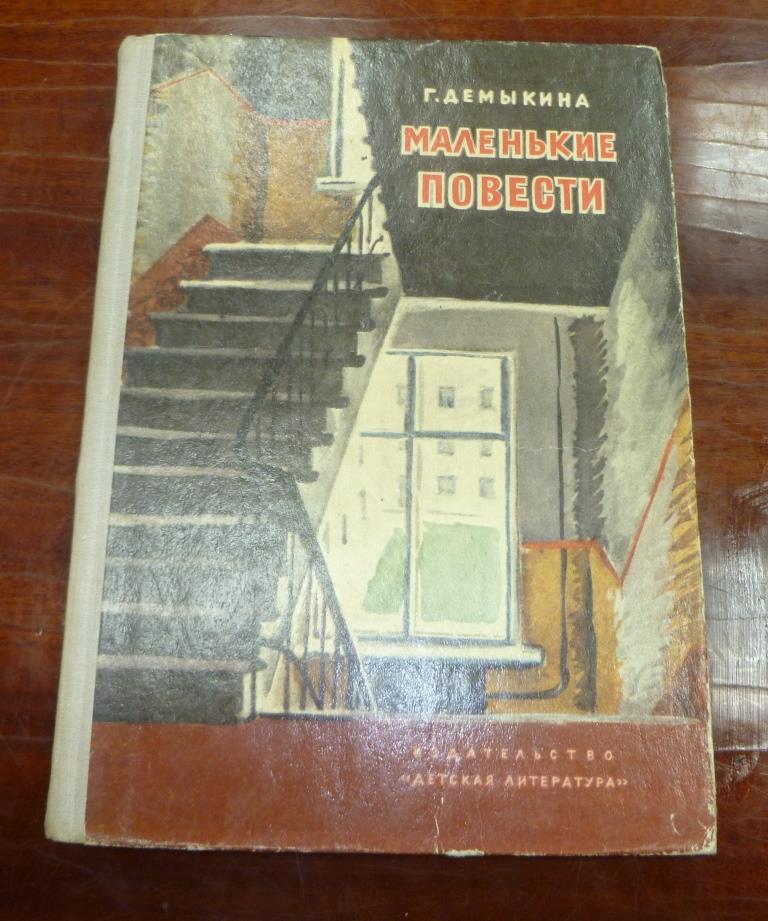 Г. ДЕМЫКИНА
МАЛЕНЬКИЕ
ПОВЕСТИ
ИЗДАТЕЛЬСТВО
«ДЕТСКАЯ ЛИТЕРАТУРА»